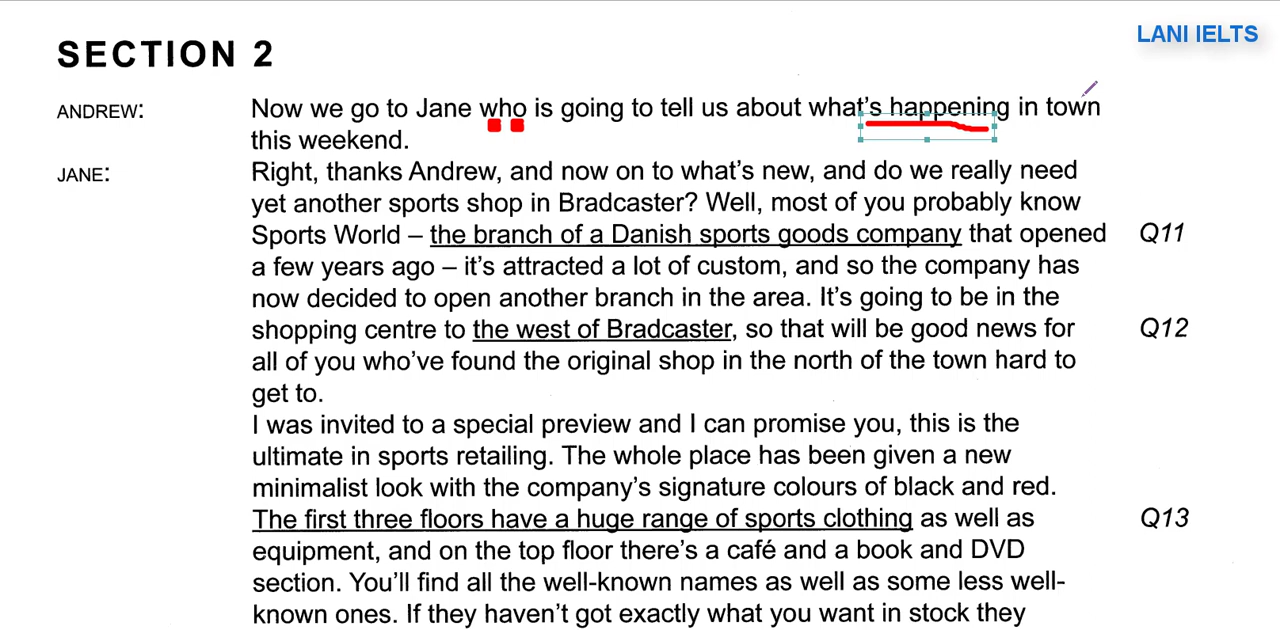 LANI IELTS
SECTION 2
ANDREW: Now we go to Jane who is going to tell us about what's happening in town
this weekend.
JANE: Right, thanks Andrew, and now on to what's new, and do we really need
yet another sports shop in Bradcaster? Well, most of you probably know
Sports World – the branch of a Danish sports goods company that opened Q11
a few years ago – it's attracted a lot of custom, and so the company has
now decided to open another branch in the area. It's going to be in the
shopping centre to the west of Bradcaster, so that will be good news for Q12
all of you who've found the original shop in the north of the town hard to
get to.
I was invited to a special preview and I can promise you, this is the
ultimate in sports retailing. The whole place has been given a new
minimalist look with the company's signature colours of black and red.
The first three floors have a huge range of sports clothing as well as Q13
equipment, and on the top floor there's a café and a book and DVD
section. You'll find all the well-known names as well as some less well-
known ones. If they haven't got exactly what you want in stock they